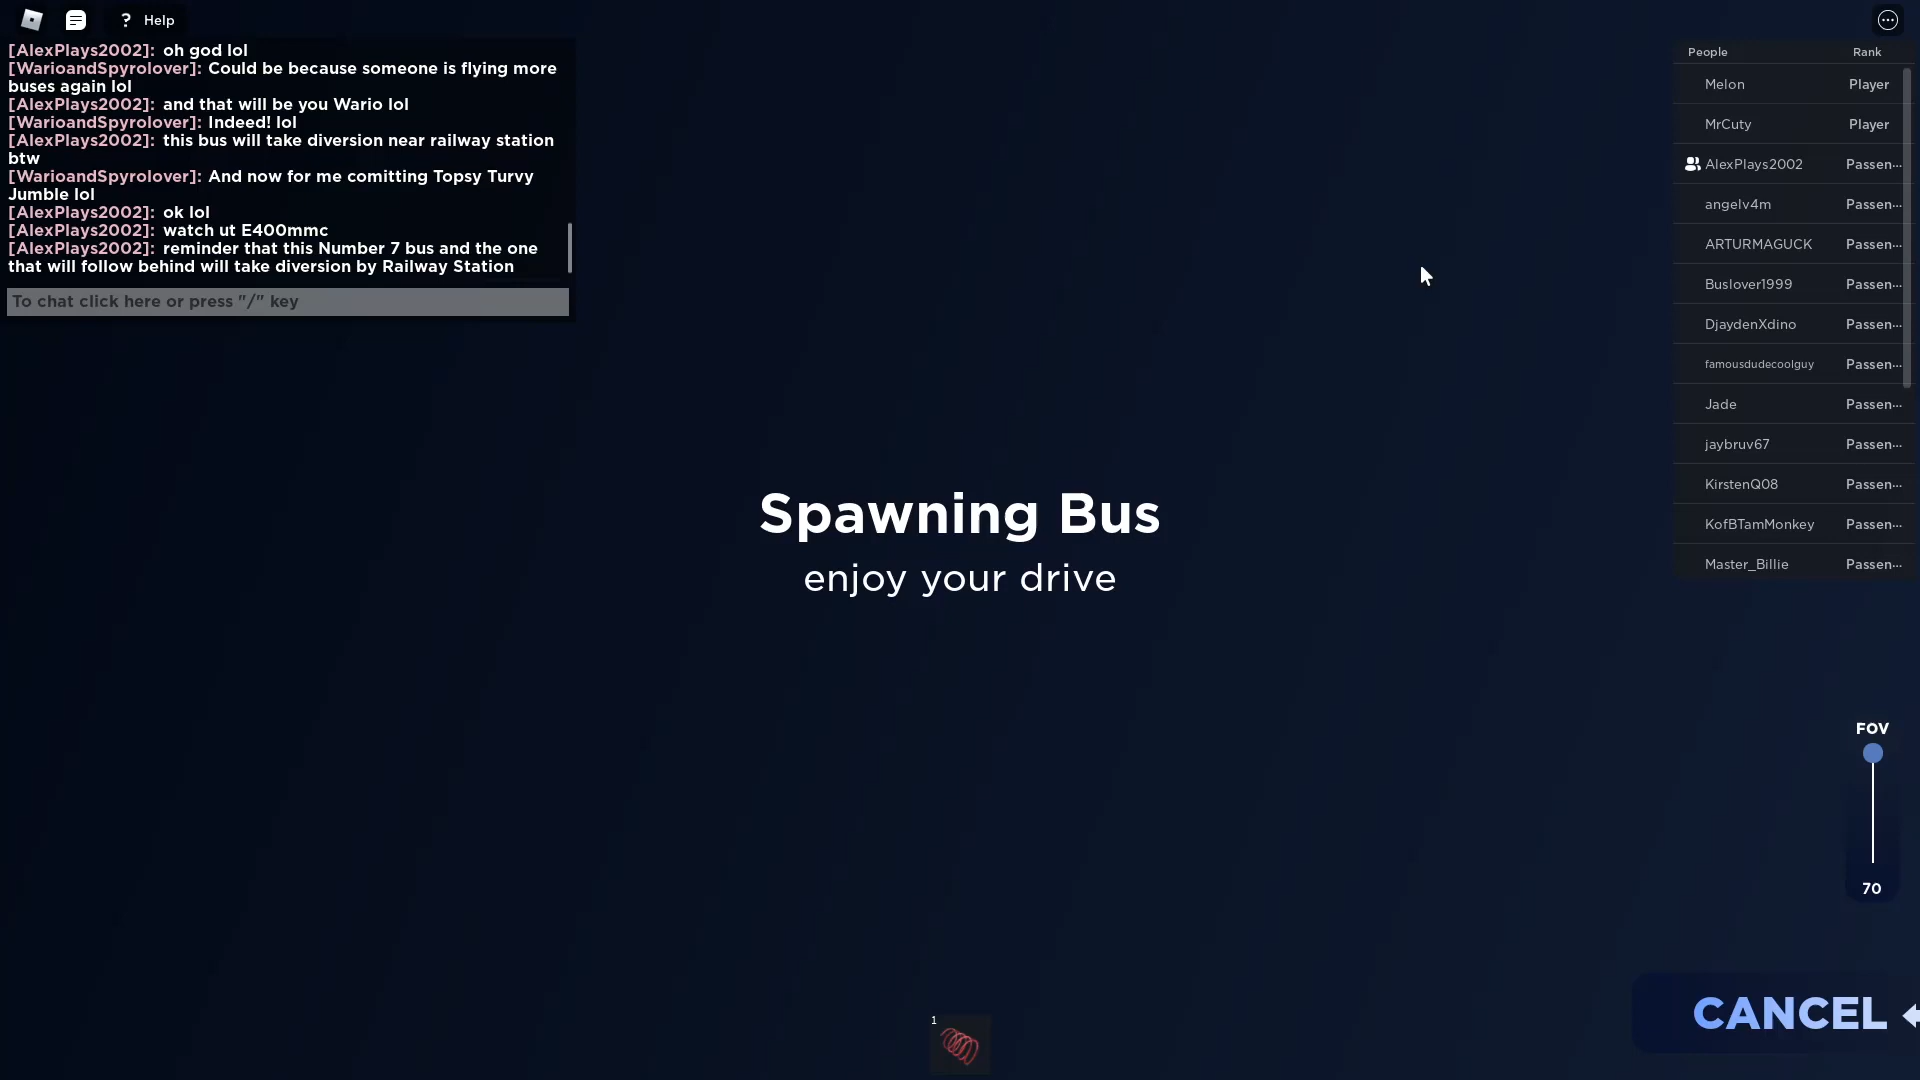 ? Help
[AlexPlays2002]: oh god lol
[WarioandSpyrolover]: Could be because someone is flying more
buses again lol
[AlexPlays2002]: and that will be you Wario lol
[WarioandSpyrolover]: Indeed! lol
[AlexPlays2002]: this bus will take diversion near railway station
btw
[WarioandSpyrolover]: And now for me comitting Topsy Turvy
Jumble lol
[AlexPlays2002]: ok lol
[AlexPlays2002]: watch ut E400mmc
[AlexPlays2002]: reminder that this Number 7 bus and the one
that will follow behind will take diversion by Railway Station
To chat click here or press "/" key
People Rank
Melon Player
MrCuty Player
AlexPlays2002 Passen...
angelv4m Passen...
ARTURMAGUCK Passen...
Buslover1999 Passen...
DjaydenXdino Passen...
famousdudecoolguy Passen...
Jade Passen...
jaybruv67 Passen...
KirstenQ08 Passen...
KofBTamMonkey Passen...
Master_Billie Passen...
Spawning Bus
enjoy your drive
FOV
70
CANCEL
1